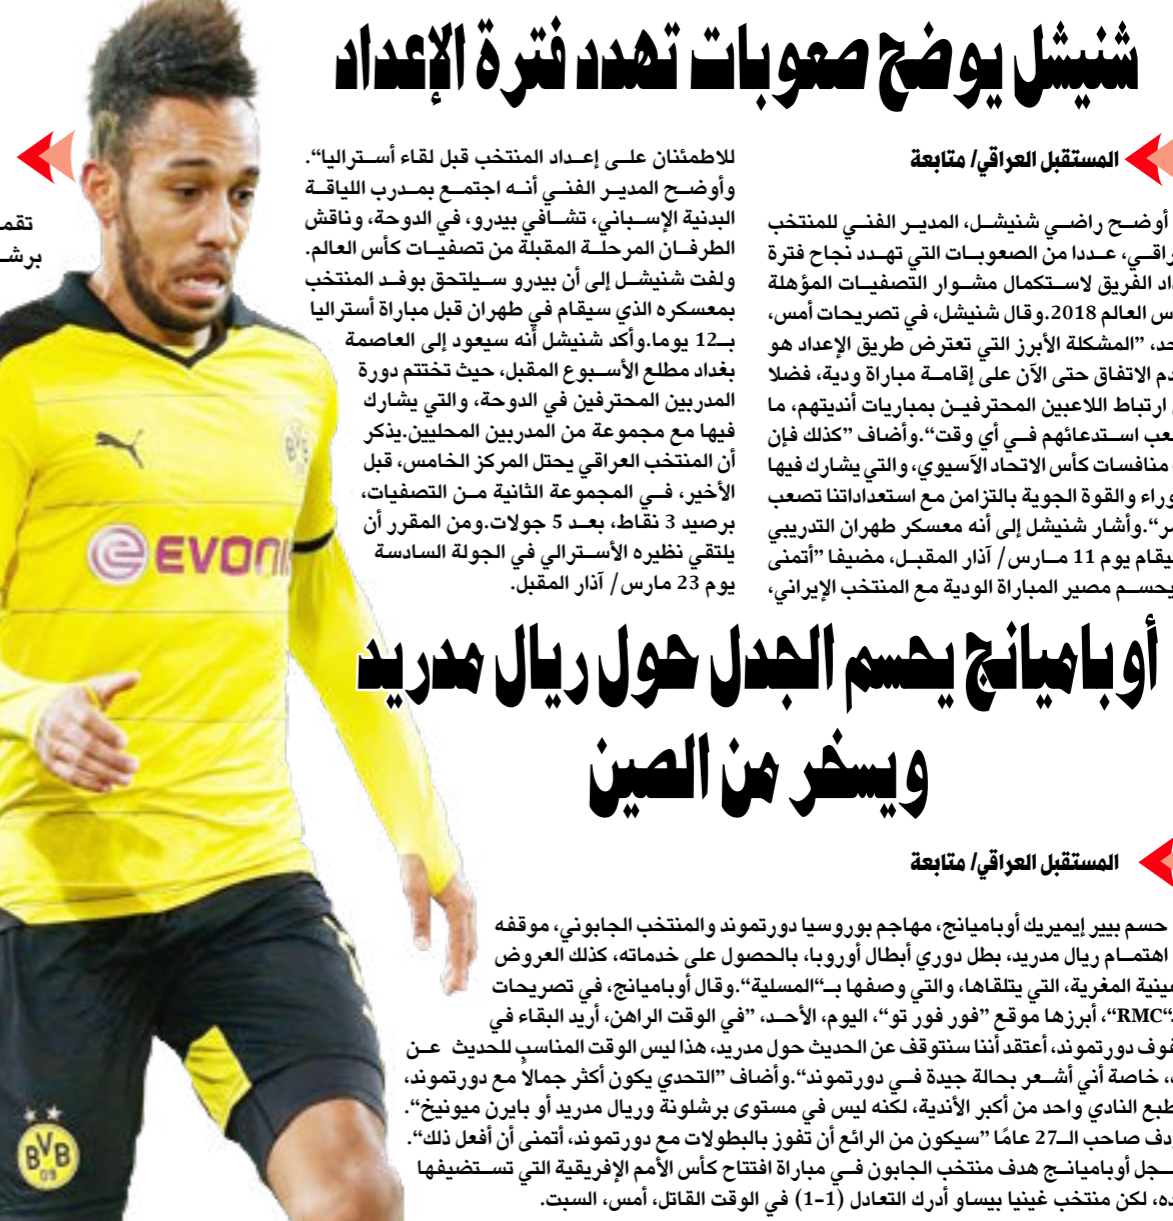 شنيشل يوضح صعوبات تهدد فترة الإعداد
المستقبل العراقي/ متابعة
أوضح راضي شنيشل، المدير الفني للمنتخب
عددا من الصعوبات التي تهدد نجاح فترة
الفريق لاستكمال مشوار التصفيات المؤهلة
العالم 2018.وقال شنيشل، في تصريحات أمس،
”المشكلة الأبرز التي تعترض طريق الإعداد هو
الاتفاق حتى الآن على إقامة مباراة ودية، فضلا
ارتباط اللاعبين المحترفين بمباريات أنديتهم، ما
استدعائهم في أي وقت“.وأضاف ”كذلك فإن
منافسات كأس الاتحاد الآسيوي، والتي يشارك فيها
والقوة الجوية بالتزامن مع استعداداتنا تصعب
وأشار شنيشل إلى أنه معسكر طهران التدريبي
يوم 11 مارس/ آذار المقبل، مضيفا ”أتمنى
يحسم مصير المباراة الودية مع المنتخب الإيراني،
للاطمئنان على إعداد المنتخب قبل لقاء أستراليا“.
وأوضح المدير الفني أنه اجتمع بمدرب اللياقة
البدنية الإسباني، تشافي بيدرو، في الدوحة، وناقش
الطرفان المرحلة المقبلة من تصفيات كأس العالم.
ولفت شنيشل إلى أن بيدرو سيلتحق بوفد المنتخب
بمعسكره الذي سيقام في طهران قبل مباراة أستراليا
بـ12 يوما.وأكد شنيشل أنه سيعود إلى العاصمة
بغداد مطلع الأسبوع المقبل، حيث تختتم دورة
المدربين المحترفين في الدوحة، والتي يشارك
فيها مع مجموعة من المدربين المحليين.يذكر
أن المنتخب العراقي يحتل المركز الخامس، قبل
الأخير، في المجموعة الثانية من التصفيات،
برصيد 3 نقاط، بعد 5 جولات.ومن المقرر أن
يلتقي نظيره الأسترالي في الجولة السادسة
يوم 23 مارس/ آذار المقبل.
أوباميانج يحسم الجدل حول ريال مدريد
ويسخر من الصين
المستقبل العراقي/ متابعة
حسم بيير إيميريك أوباميانج، مهاجم بوروسيا دورتموند والمنتخب الجابوني، موقفه
اهتمام ريال مدريد، بطل دوري أبطال أوروبا، بالحصول على خدماته، كذلك العروض
المغرية، التي يتلقاها، والتي وصفها بـ“المسلية“.وقال أوباميانج، في تصريحات
“RMC“، أبرزها موقع ”فور فور تو“، اليوم، الأحد، ”في الوقت الراهن، أريد البقاء في
دورتموند، أعتقد أننا سنتوقف عن الحديث حول مدريد، هذا ليس الوقت المناسب للحديث عن
خاصة أني أشعر بحالة جيدة في دورتموند“.وأضاف ”التحدي يكون أكثر جمالاً مع دورتموند،
النادي واحد من أكبر الأندية، لكنه ليس في مستوى برشلونة وريال مدريد أو بايرن ميونيخ“.
صاحب الـ27 عامًا ”سيكون من الرائع أن تفوز بالبطولات مع دورتموند، أتمنى أن أفعل ذلك“.
أوباميانج هدف منتخب الجابون في مباراة افتتاح كأس الأمم الإفريقية التي تستضيفها
لكن منتخب غينيا بيساو أدرك التعادل (1-1) في الوقت القاتل، أمس، السبت.
EVONI
BVB
09